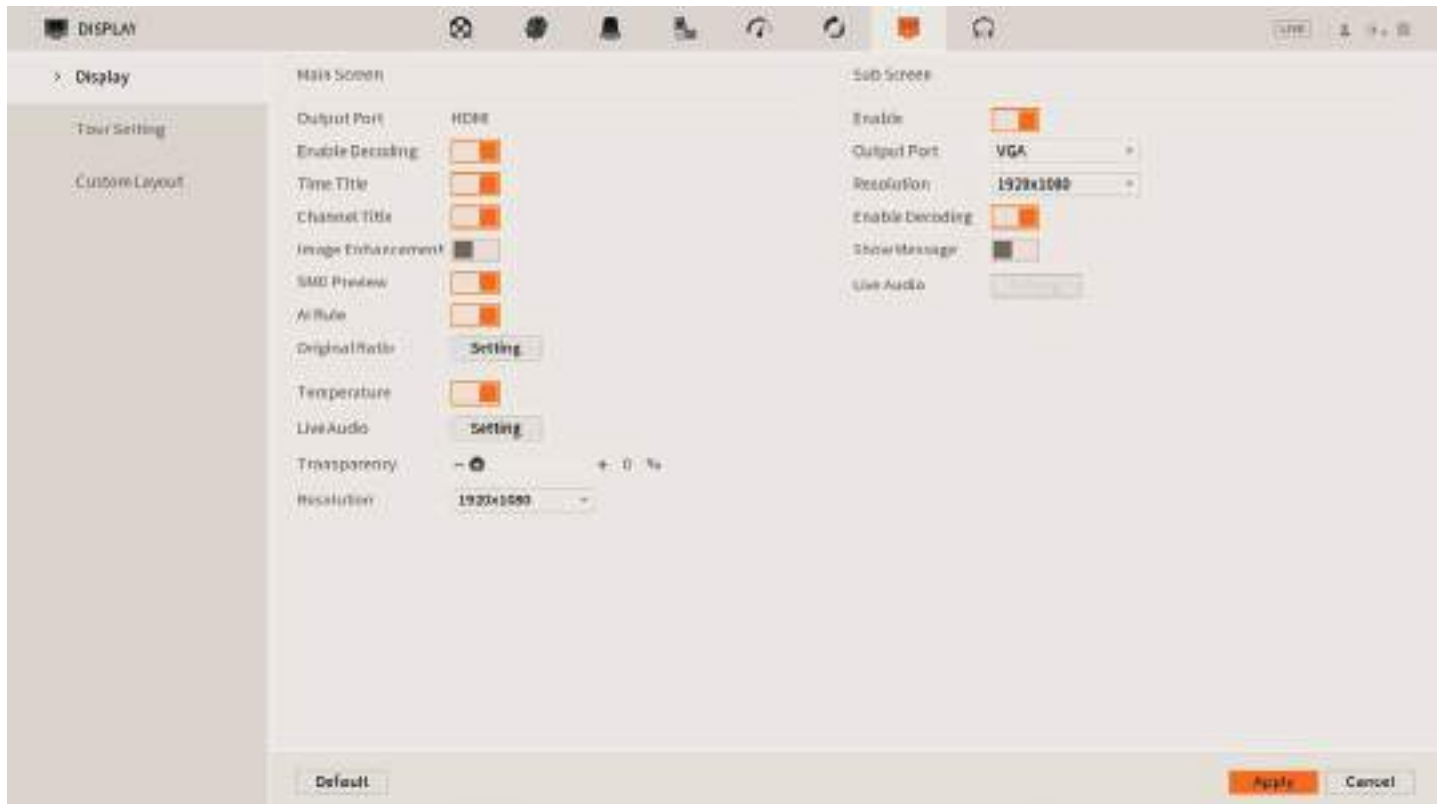 DISPLAY
LIVE
> Display
Tour Setting
Custom Layout
Main Screen
Output Port HDMI
Enable Decoding
Time Title
Channel Title
Image Enhancement
SMD Preview
AI Rule
Original Ratio Setting
Temperature
Live Audio Setting
Transparency - + 0 %
Resolution 1920x1080
Sub Screen
Enable
Output Port VGA
Resolution 1920x1080
Enable Decoding
Show Message
Live Audio
Default
Apply Cancel